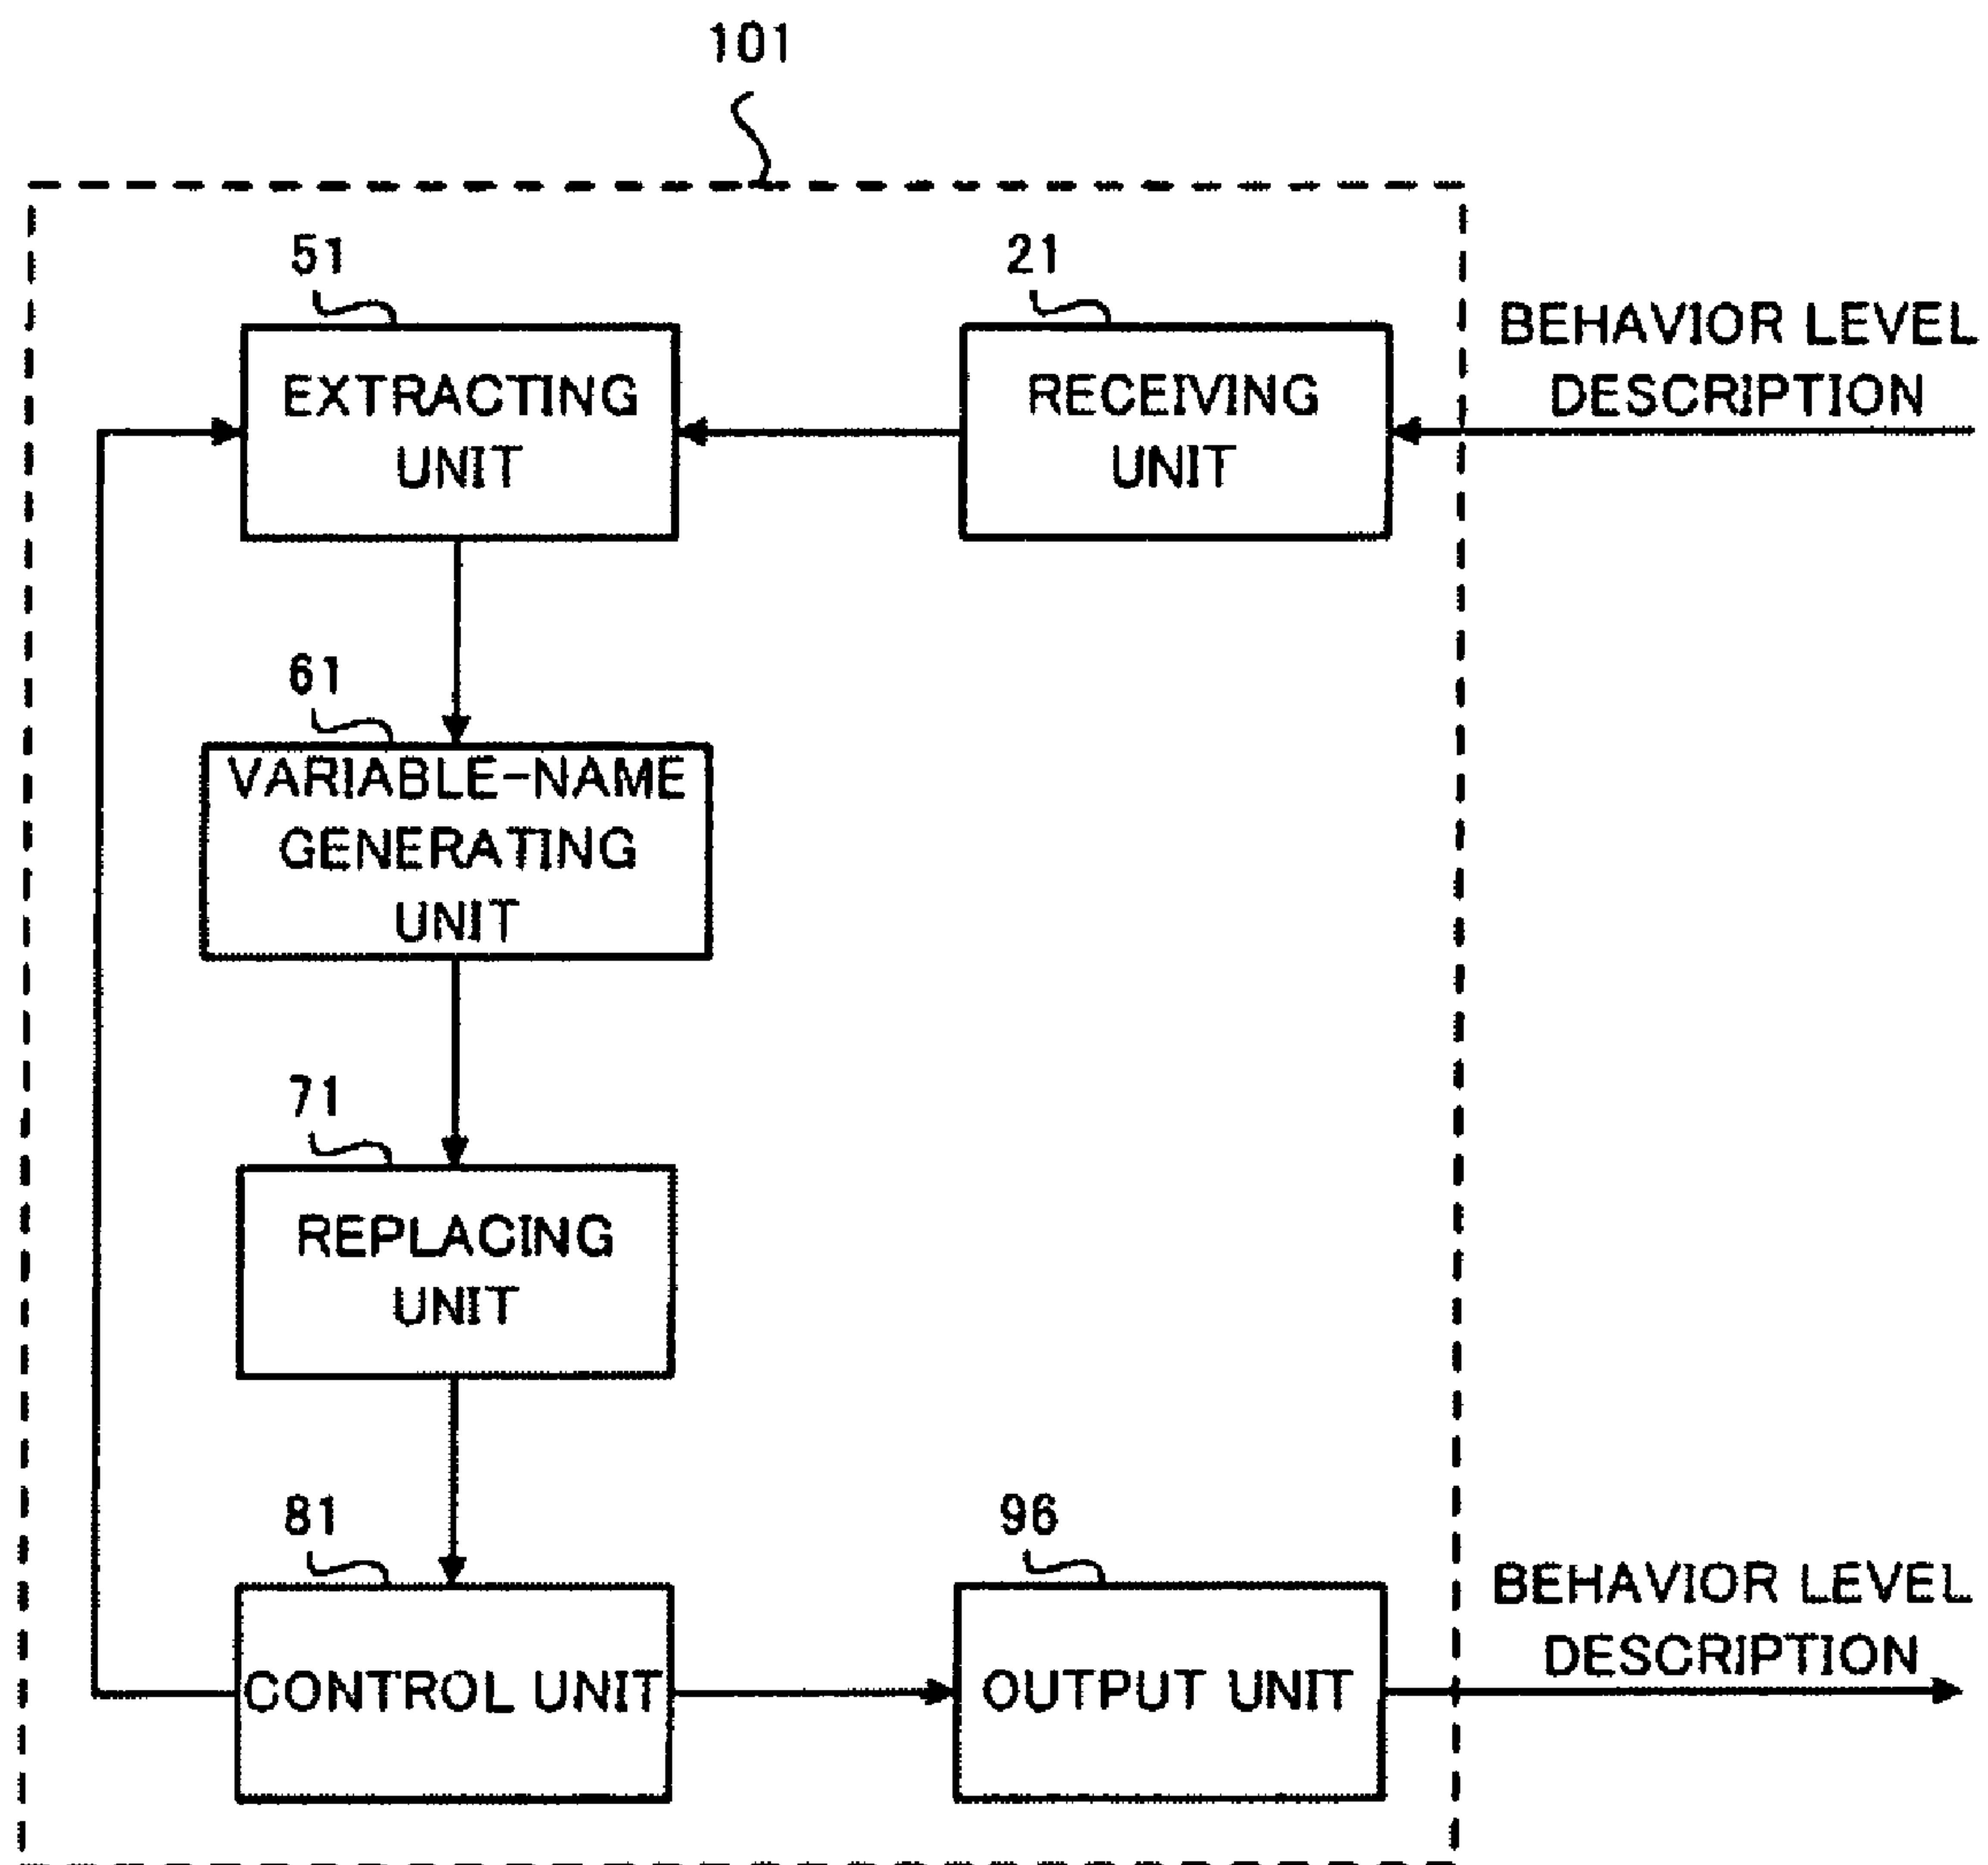 101
51
21
EXTRACTING
UNIT
RECEIVING
UNIT
BEHAVIOR LEVEL
DESCRIPTION
61
VARIABLE-NAME
GENERATING
UNIT
71
REPLACING
UNIT
81
96
CONTROL UNIT
OUTPUT UNIT
BEHAVIOR LEVEL
DESCRIPTION